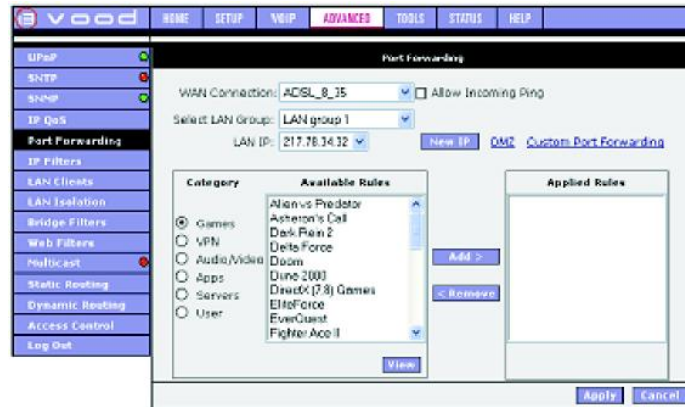 vood HOME SETUP VOIP ADVANCED TOOLS STATUS HELP
UPnP
SNTP
SNMP
IP QoS
Port Forwarding
IP Filters
LAN Clients
LAN Isolation
Bridge Filters
Web Filters
Multicast
Static Routing
Dynamic Routing
Access Control
Log Out
Port Forwarding
WAN Connection: ADSL_8_35 Allow Incoming Ping
Select LAN Group: LAN group 1
LAN IP: 217.78.34.32 New IP DMZ Custom Port Forwarding
Category Available Rules Applied Rules
Games
VPN
Audio/Video
Apps
Servers
User
Alien vs Predator
Asheron's Call
Dark Rein 2
Delta Force
Doom
Dune 2000
DirectX (7,8) Games
EliteForce
EverQuest
Fighter Ace II
Add >
< Remove
View
Apply Cancel